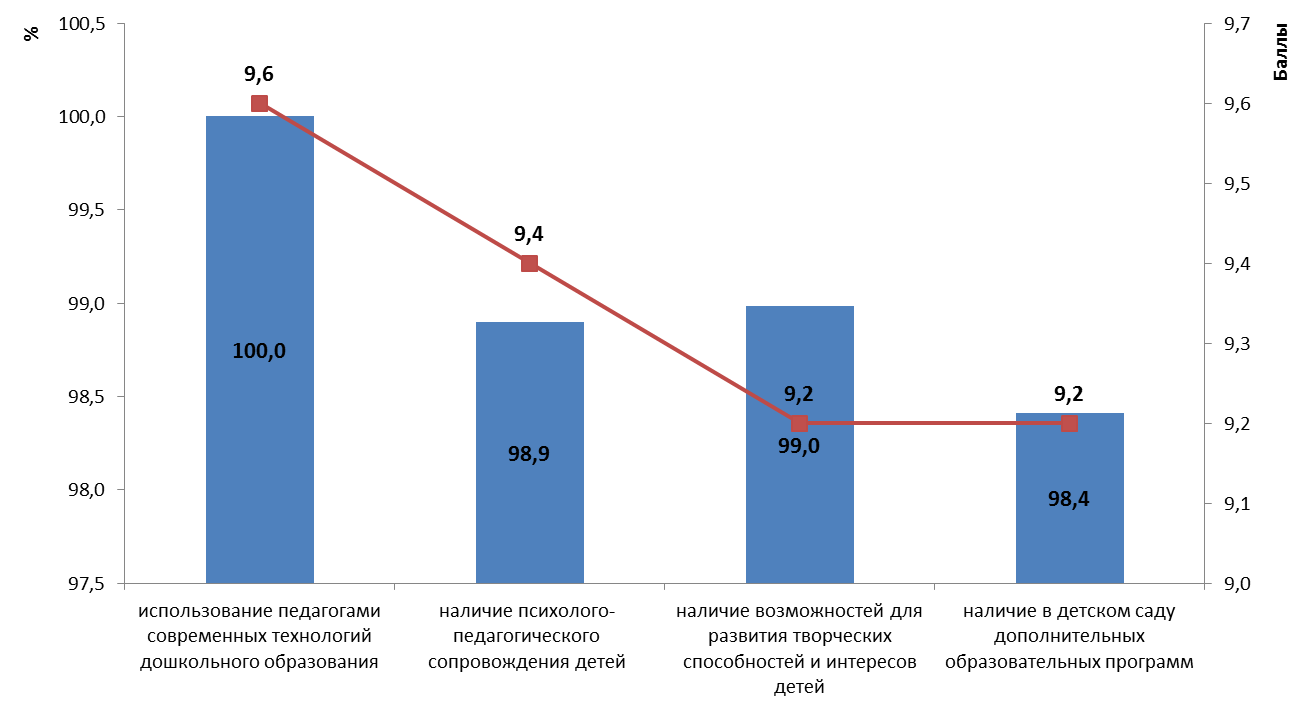 %
100,5
100,0
99,5
99,0
98,5
98,0
97,5
Баллы
9,7
9,6
9,5
9,4
9,3
9,2
9,1
9,0
9,6
9,4
9,2
9,2
100,0
98,9
99,0
98,4
использование педагогами
современных технологий
дошкольного образования
наличие психолого-
педагогического
сопровождения детей
наличие возможностей для
развития творческих
способностей и интересов
детей
наличие в детском саду
дополнительных
образовательных программ